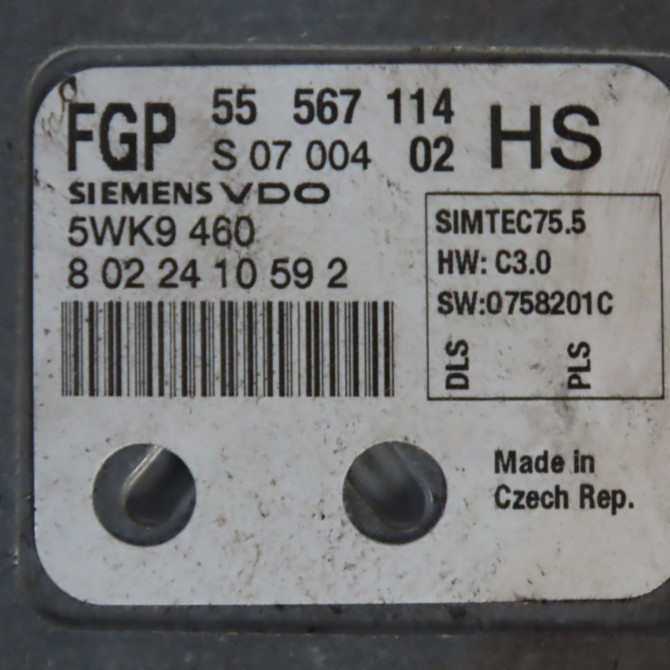 FGP 55 567 114 HS
S 07 004 02
SIEMENS VDO
5WK9 460
8 02 24 10 59 2
SIMTEC75.5
HW: C3.0
SW:0758201C
DLS PLS
Made in
Czech Rep.